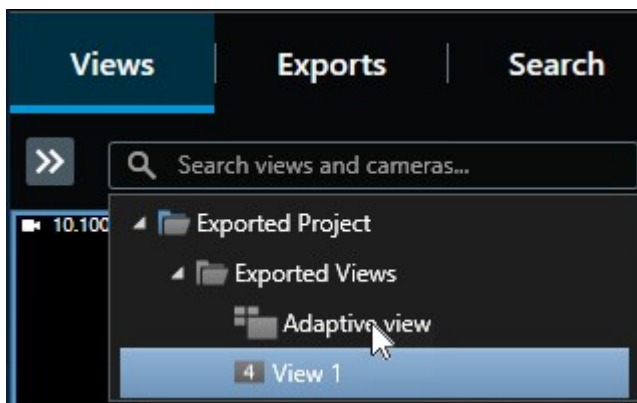 Views Exports Search
Search views and cameras...
10.100
Exported Project
Exported Views
Adaptive view
4 View 1